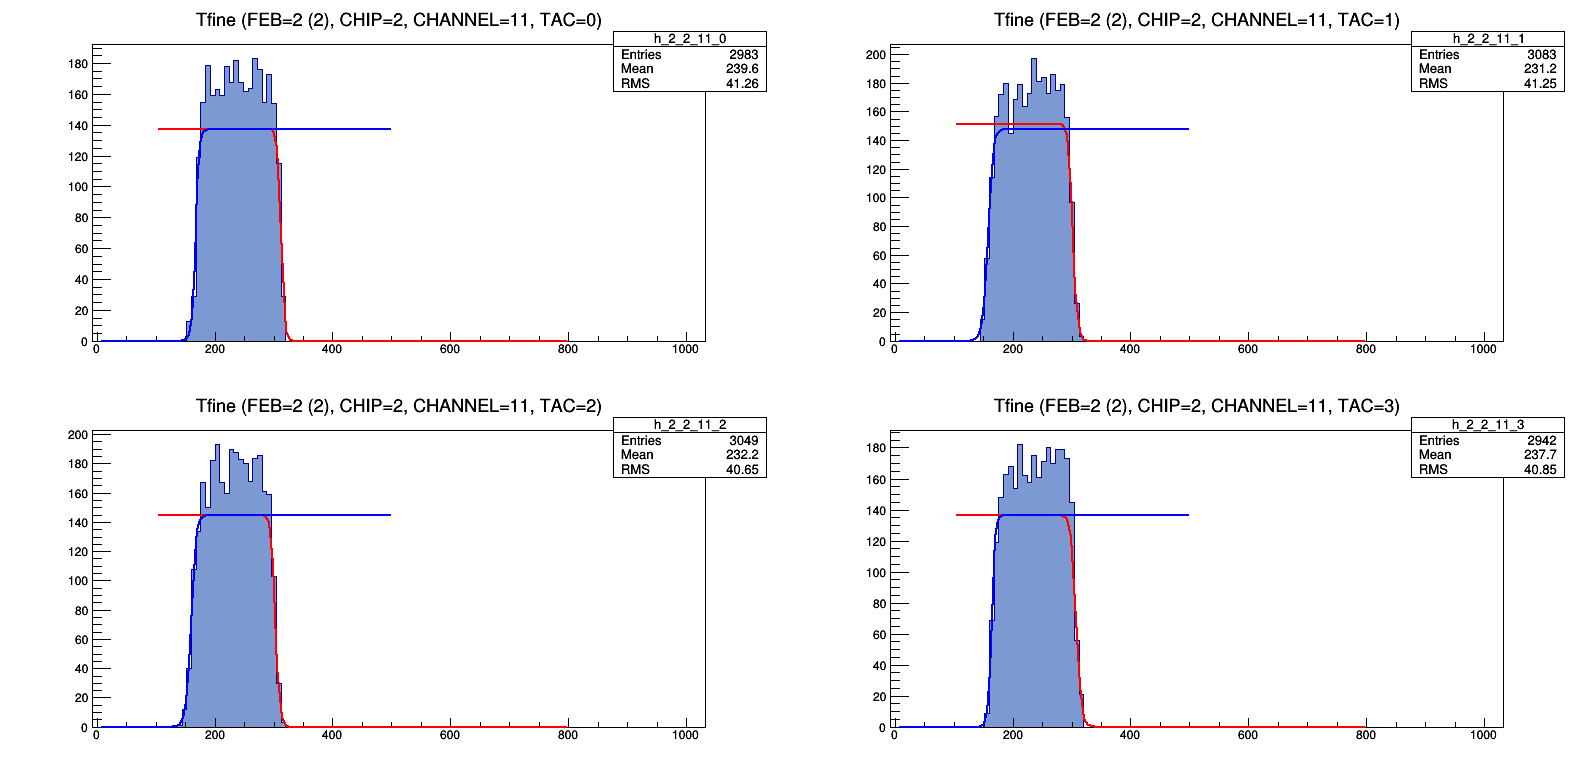 Tfine (FEB=2 (2), CHIP=2, CHANNEL=11, TAC=0)
h_2_2_11_0
Entries 2983
Mean 239.6
RMS 41.26
180
160
140
120
100
80
60
40
20
0
0 200 400 600 800 1000
Tfine (FEB=2 (2), CHIP=2, CHANNEL=11, TAC=1)
h_2_2_11_1
Entries 3083
Mean 231.2
RMS 41.25
200
180
160
140
120
100
80
60
40
20
0
0 200 400 600 800 1000
Tfine (FEB=2 (2), CHIP=2, CHANNEL=11, TAC=2)
h_2_2_11_2
Entries 3049
Mean 232.2
RMS 40.65
200
180
160
140
120
100
80
60
40
20
0
0 200 400 600 800 1000
Tfine (FEB=2 (2), CHIP=2, CHANNEL=11, TAC=3)
h_2_2_11_3
Entries 2942
Mean 237.7
RMS 40.85
180
160
140
120
100
80
60
40
20
0
0 200 400 600 800 1000